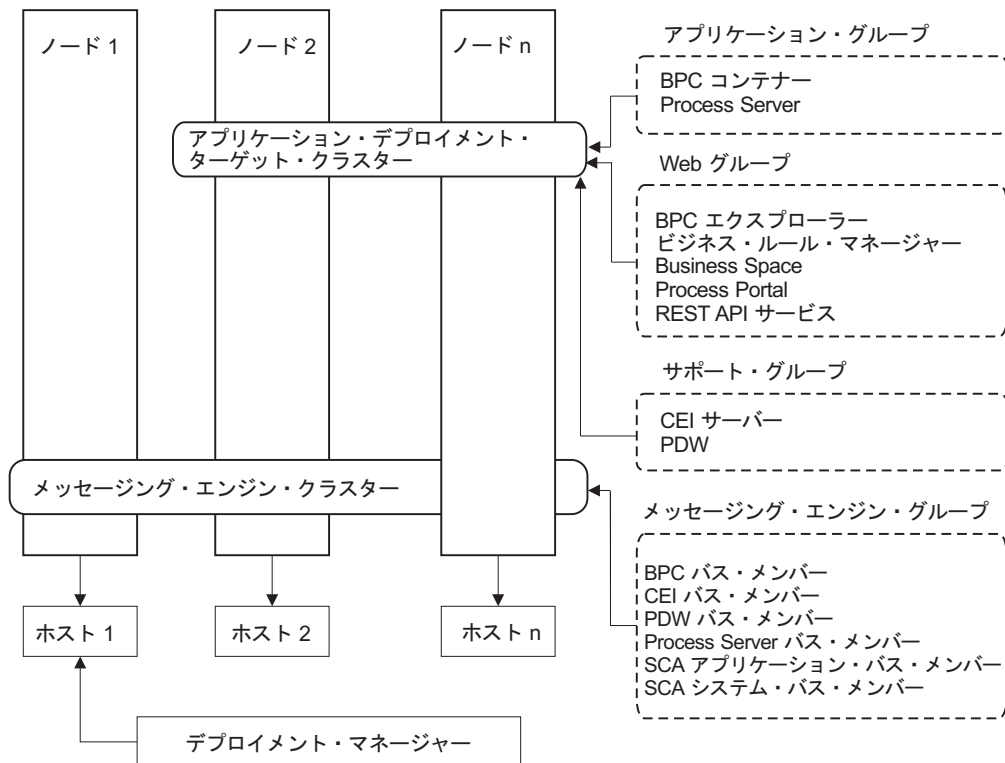 ノード 1
ノード 2
ノード n
アプリケーション・デプロイメント・
ターゲット・クラスター
メッセージング・エンジン・クラスター
ホスト 1
ホスト 2
ホスト n
デプロイメント・マネージャー
アプリケーション・グループ
BPC コンテナー
Process Server
Web グループ
BPC エクスプローラー
ビジネス・ルール・マネージャー
Business Space
Process Portal
REST API サービス
サポート・グループ
CEI サーバー
PDW
メッセージング・エンジン・グループ
BPC バス・メンバー
CEI バス・メンバー
PDW バス・メンバー
Process Server バス・メンバー
SCA アプリケーション・バス・メンバー
SCA システム・バス・メンバー